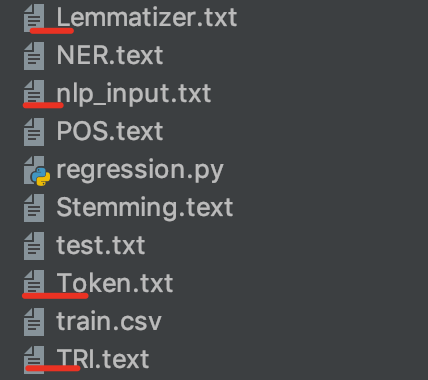 Lemmatizer.txt
NER.text
nlp_input.txt
POS.text
regression.py
Stemming.text
test.txt
Token.txt
train.csv
TRI.text